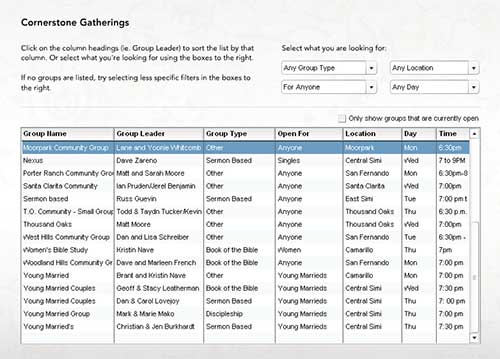 Cornerstone Gatherings
Click on the column headings (ie. Group Leader) to sort the list by that
column. Or select what you're looking for using the boxes to the right.
If no groups are listed, try selecting less specific filters in the boxes to
the right.
Select what you are looking for:
Any Group Type Any Location
For Anyone Any Day
Only show groups that are currently open
Group Name Group Leader Group Type Open For Location Day Time
Moorpark Community Group Lane and Yoonie Whitcomb Other Anyone Moorpark Mon 6:30pm
Nexus Dave Zareno Sermon Based Singles Central Simi Wed 7 to 9PM
Porter Ranch Community Gro Matt and Sarah Moore Other Anyone San Fernando Mon 6:30pm-8
Santa Clarita Community Ian Pruden/Jerel Benjamin Other Anyone Santa Clarita Wed 7:00pm
Sermon based Russ Guevin Sermon Based Anyone East Simi Tue 7:00 pm t
T.O. Community - Small Group Todd & Taydn Tucker/Kevin Other Anyone Thousand Oaks Thu 6:30 p.m.
Thousand Oaks Matt Moore Other Anyone Thousand Oaks Wed 7:00pm
West Hills Community Group Dan and Lisa Schreiber Other Anyone San Fernando Tue 6:30pm -
Women's Bible Study Kristin Nave Book of the Bible Women Camarillo Thu 7pm
Woodland Hills Community Gr Dave and Marleen French Book of the Bible Anyone San Fernando Mon 7:00 pm
Young Married Brant and Kristin Nave Other Young Marrieds Camarillo Mon 7:00 pm
Young Married Couples Geoff & Stacy Leatherman Book of the Bible Young Marrieds Central Simi Wed 7:30 pm
Young Married Couples Dan & Carol Lovejoy Sermon Based Young Marrieds Central Simi Thu 7: 00 pm
Young Married Group Mark & Marie Mako Discipleship Young Marrieds Central Simi Thu 7:00 pm
Young Married's Christian & Jen Burkhardt Sermon Based Young Marrieds Central Simi Thu 7:30 pm